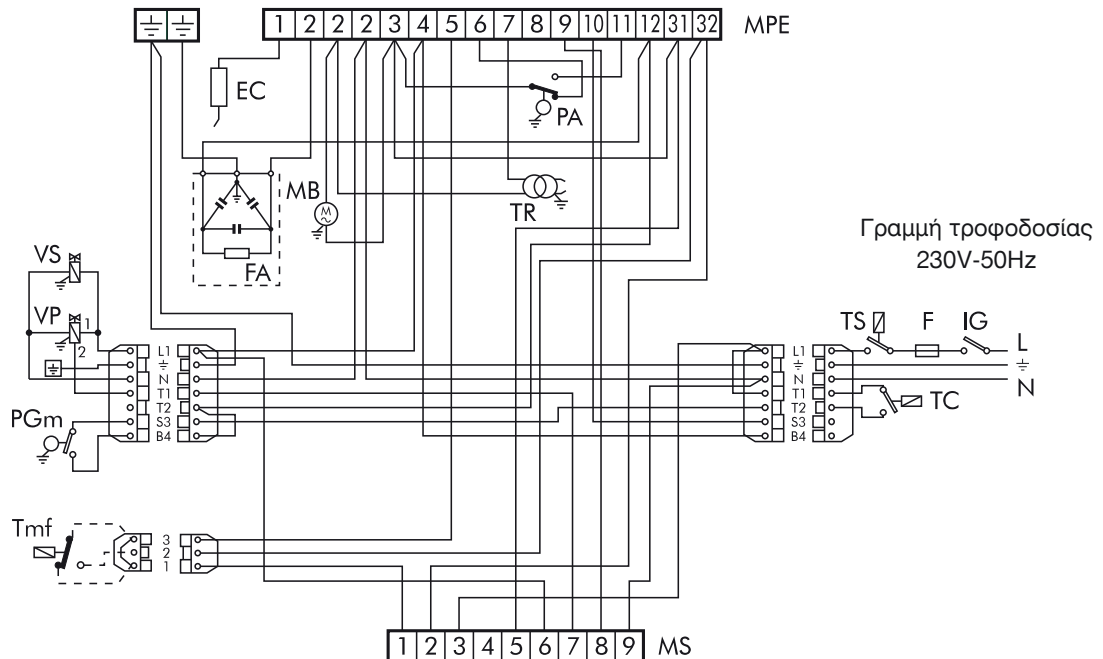 1 2 2 2 3 4 5 6 7 8 9 10 11 12 31 32 MPE
EC
PA
MB
M
TR
FA
Γραμμή τροφοδοσίας
230V-50Hz
VS
VP
1
2
TS F IG
L
N
TC
L1
N
T1
T2
S3
B4
L1
N
T1
T2
S3
B4
PGm
Tmf
3
2
1
1 2 3 4 5 6 7 8 9 MS